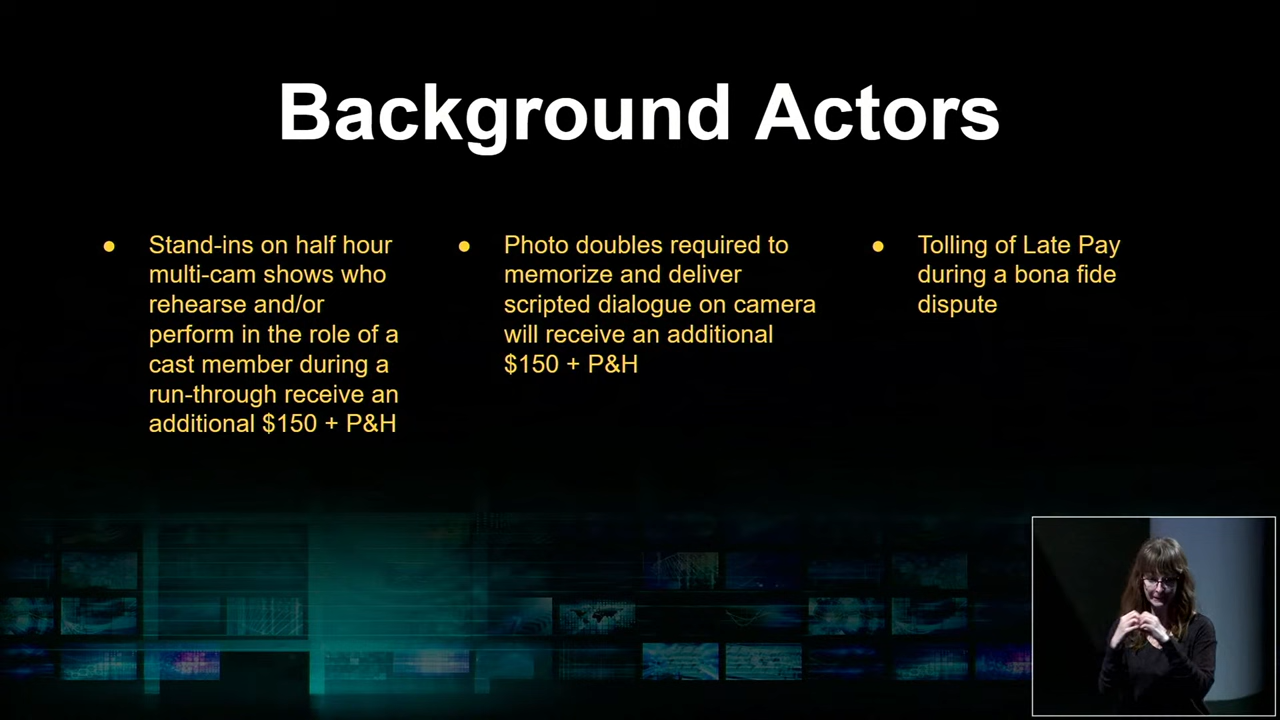 Background Actors
● Stand-ins on half hour
multi-cam shows who
rehearse and/or
perform in the role of a
cast member during a
run-through receive an
additional $150 + P&H
● Photo doubles required to
memorize and deliver
scripted dialogue on camera
will receive an additional
$150 + P&H
● Tolling of Late Pay
during a bona fide
dispute